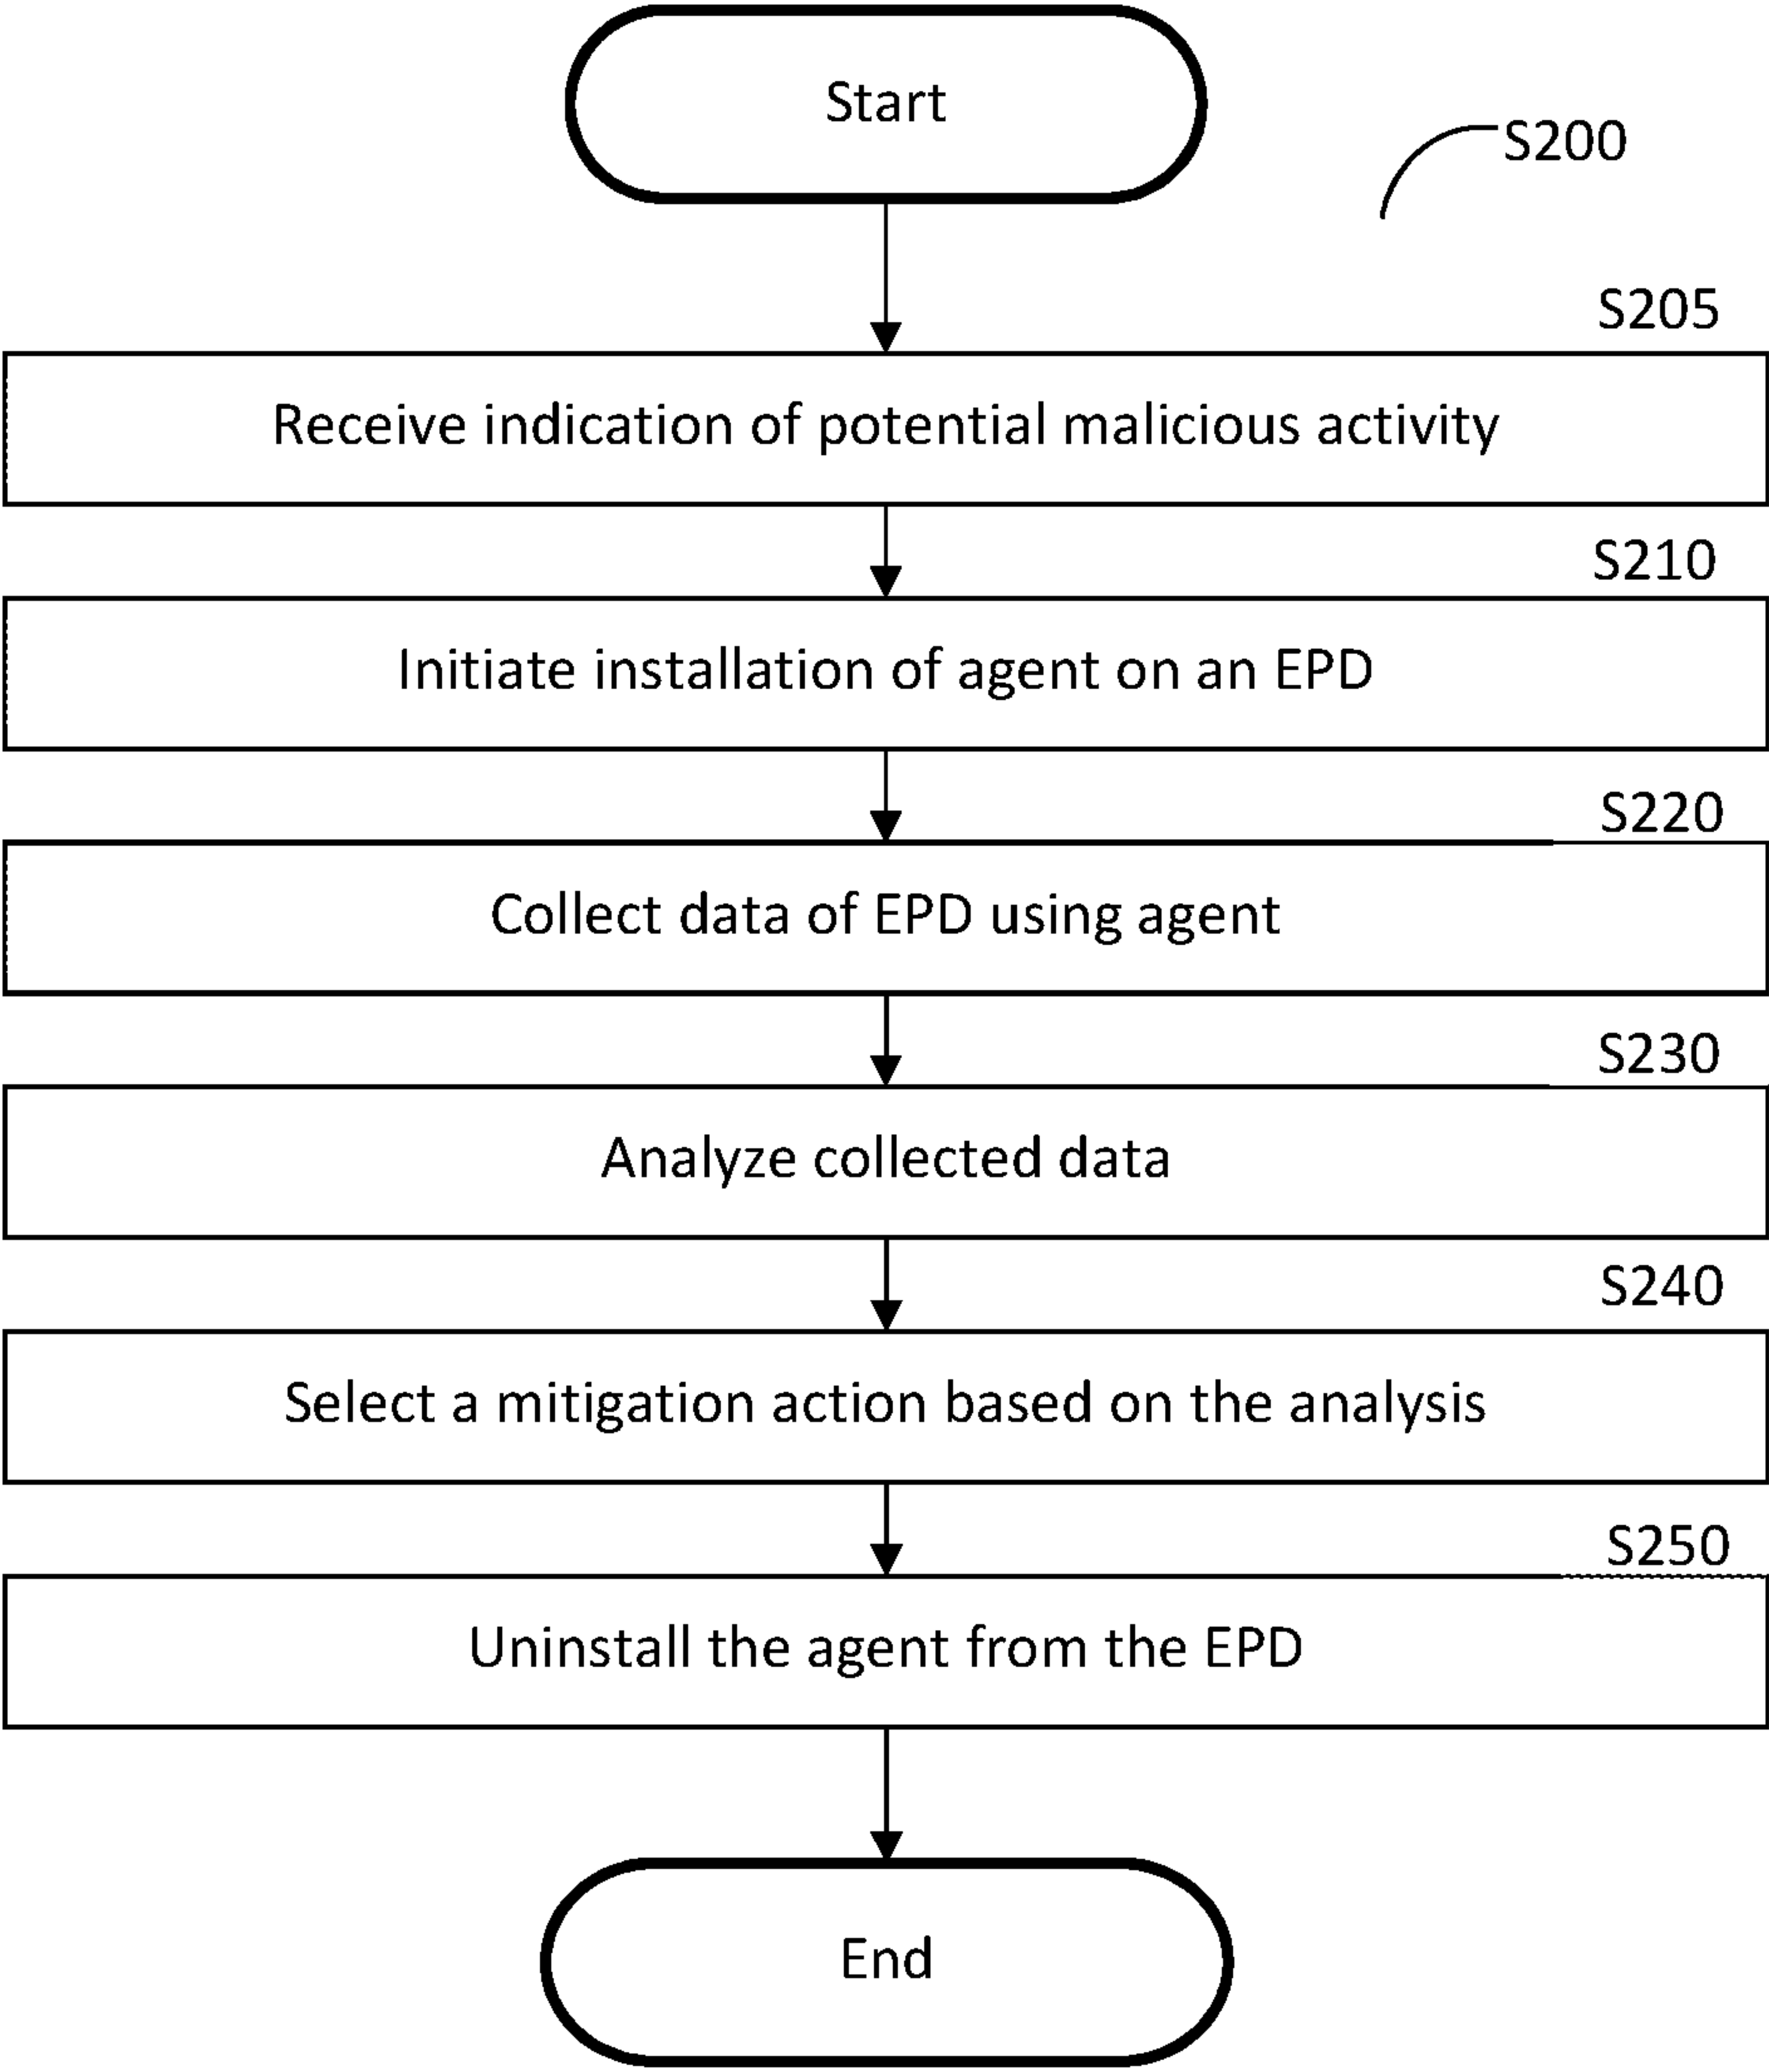 Start
S200
S205
Receive indication of potential malicious activity
S210
Initiate installation of agent on an EPD
S220
Collect data of EPD using agent
S230
Analyze collected data
S240
Select a mitigation action based on the analysis
S250
Uninstall the agent from the EPD
End